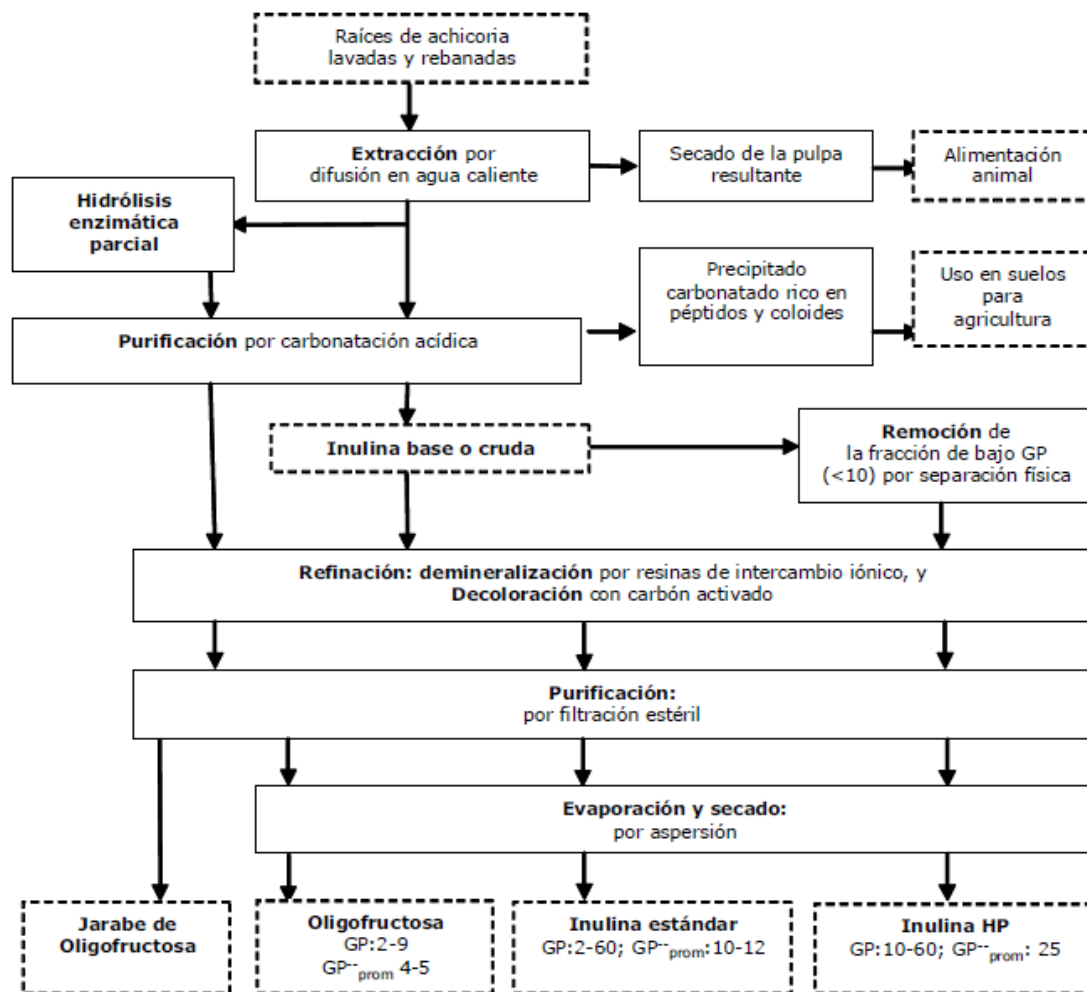 Raíces de achicoria
lavadas y rebanadas
Extracción por
difusión en agua caliente
Secado de la pulpa
resultante
Alimentación
animal
Hidrólisis
enzimática
parcial
Precipitado
carbonatado rico en
péptidos y coloides
Uso en suelos
para
agricultura
Purificación por carbonatación acídica
Inulina base o cruda
Remoción de
la fracción de bajo GP
(<10) por separación física
Refinación: demineralización por resinas de intercambio iónico, y
Decoloración con carbón activado
Purificación:
por filtración estéril
Evaporación y secado:
por aspersión
Jarabe de
Oligofructosa
Oligofructosa
GP:2-9
GP--prom 4-5
Inulina estándar
GP:2-60; GP--prom:10-12
Inulina HP
GP:10-60; GP--prom: 25